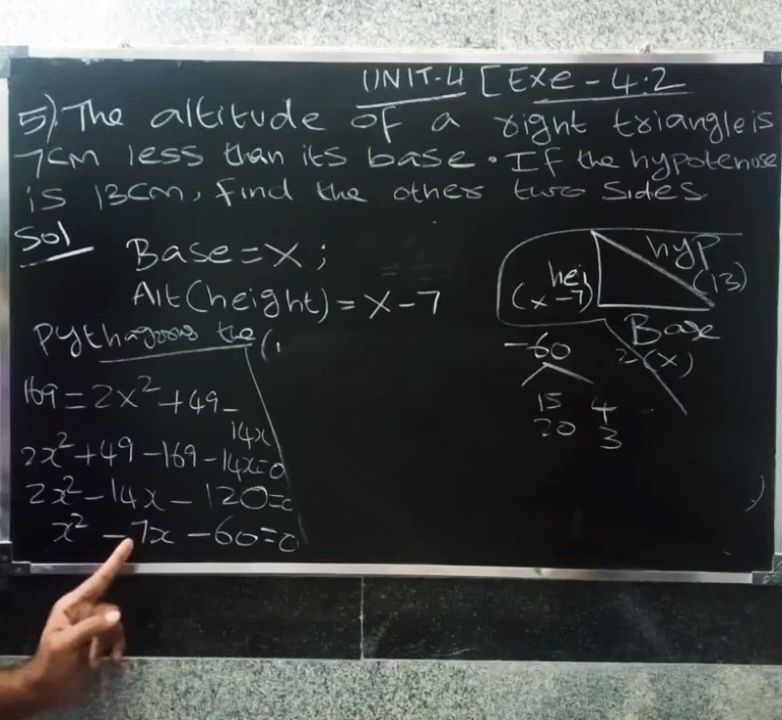 UNIT-4 [Exe-4.2
5) The altitude of a right triangle is
7cm less than its base. If the hypotenuse
is 13cm, find the other two sides
Sol
Base = x ;
Alt(height) = x-7
Pythagoras the
169 = 2x² + 49 - 14x
2x² + 49 - 169 - 14x = 0
2x² - 14x - 120 = 0
x² - 7x - 60 = 0
hyp
(13)
hei
(x-7)
Base
(x)
-60
15 4
20 3